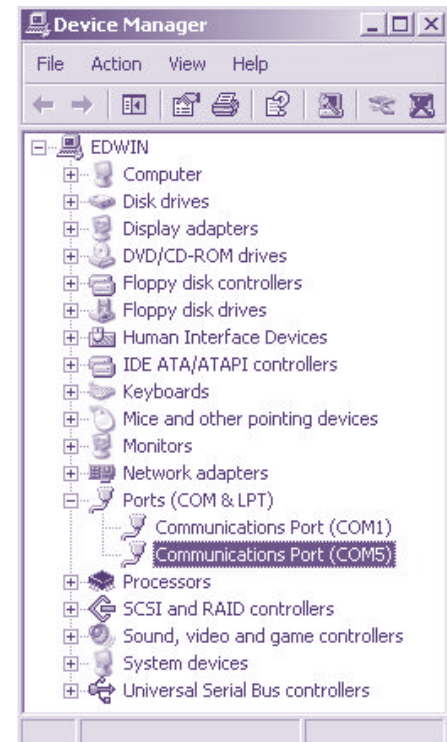 Device Manager
File Action View Help
EDWIN
Computer
Disk drives
Display adapters
DVD/CD-ROM drives
Floppy disk controllers
Floppy disk drives
Human Interface Devices
IDE ATA/ATAPI controllers
Keyboards
Mice and other pointing devices
Monitors
Network adapters
Ports (COM & LPT)
Communications Port (COM1)
Communications Port (COM5)
Processors
SCSI and RAID controllers
Sound, video and game controllers
System devices
Universal Serial Bus controllers